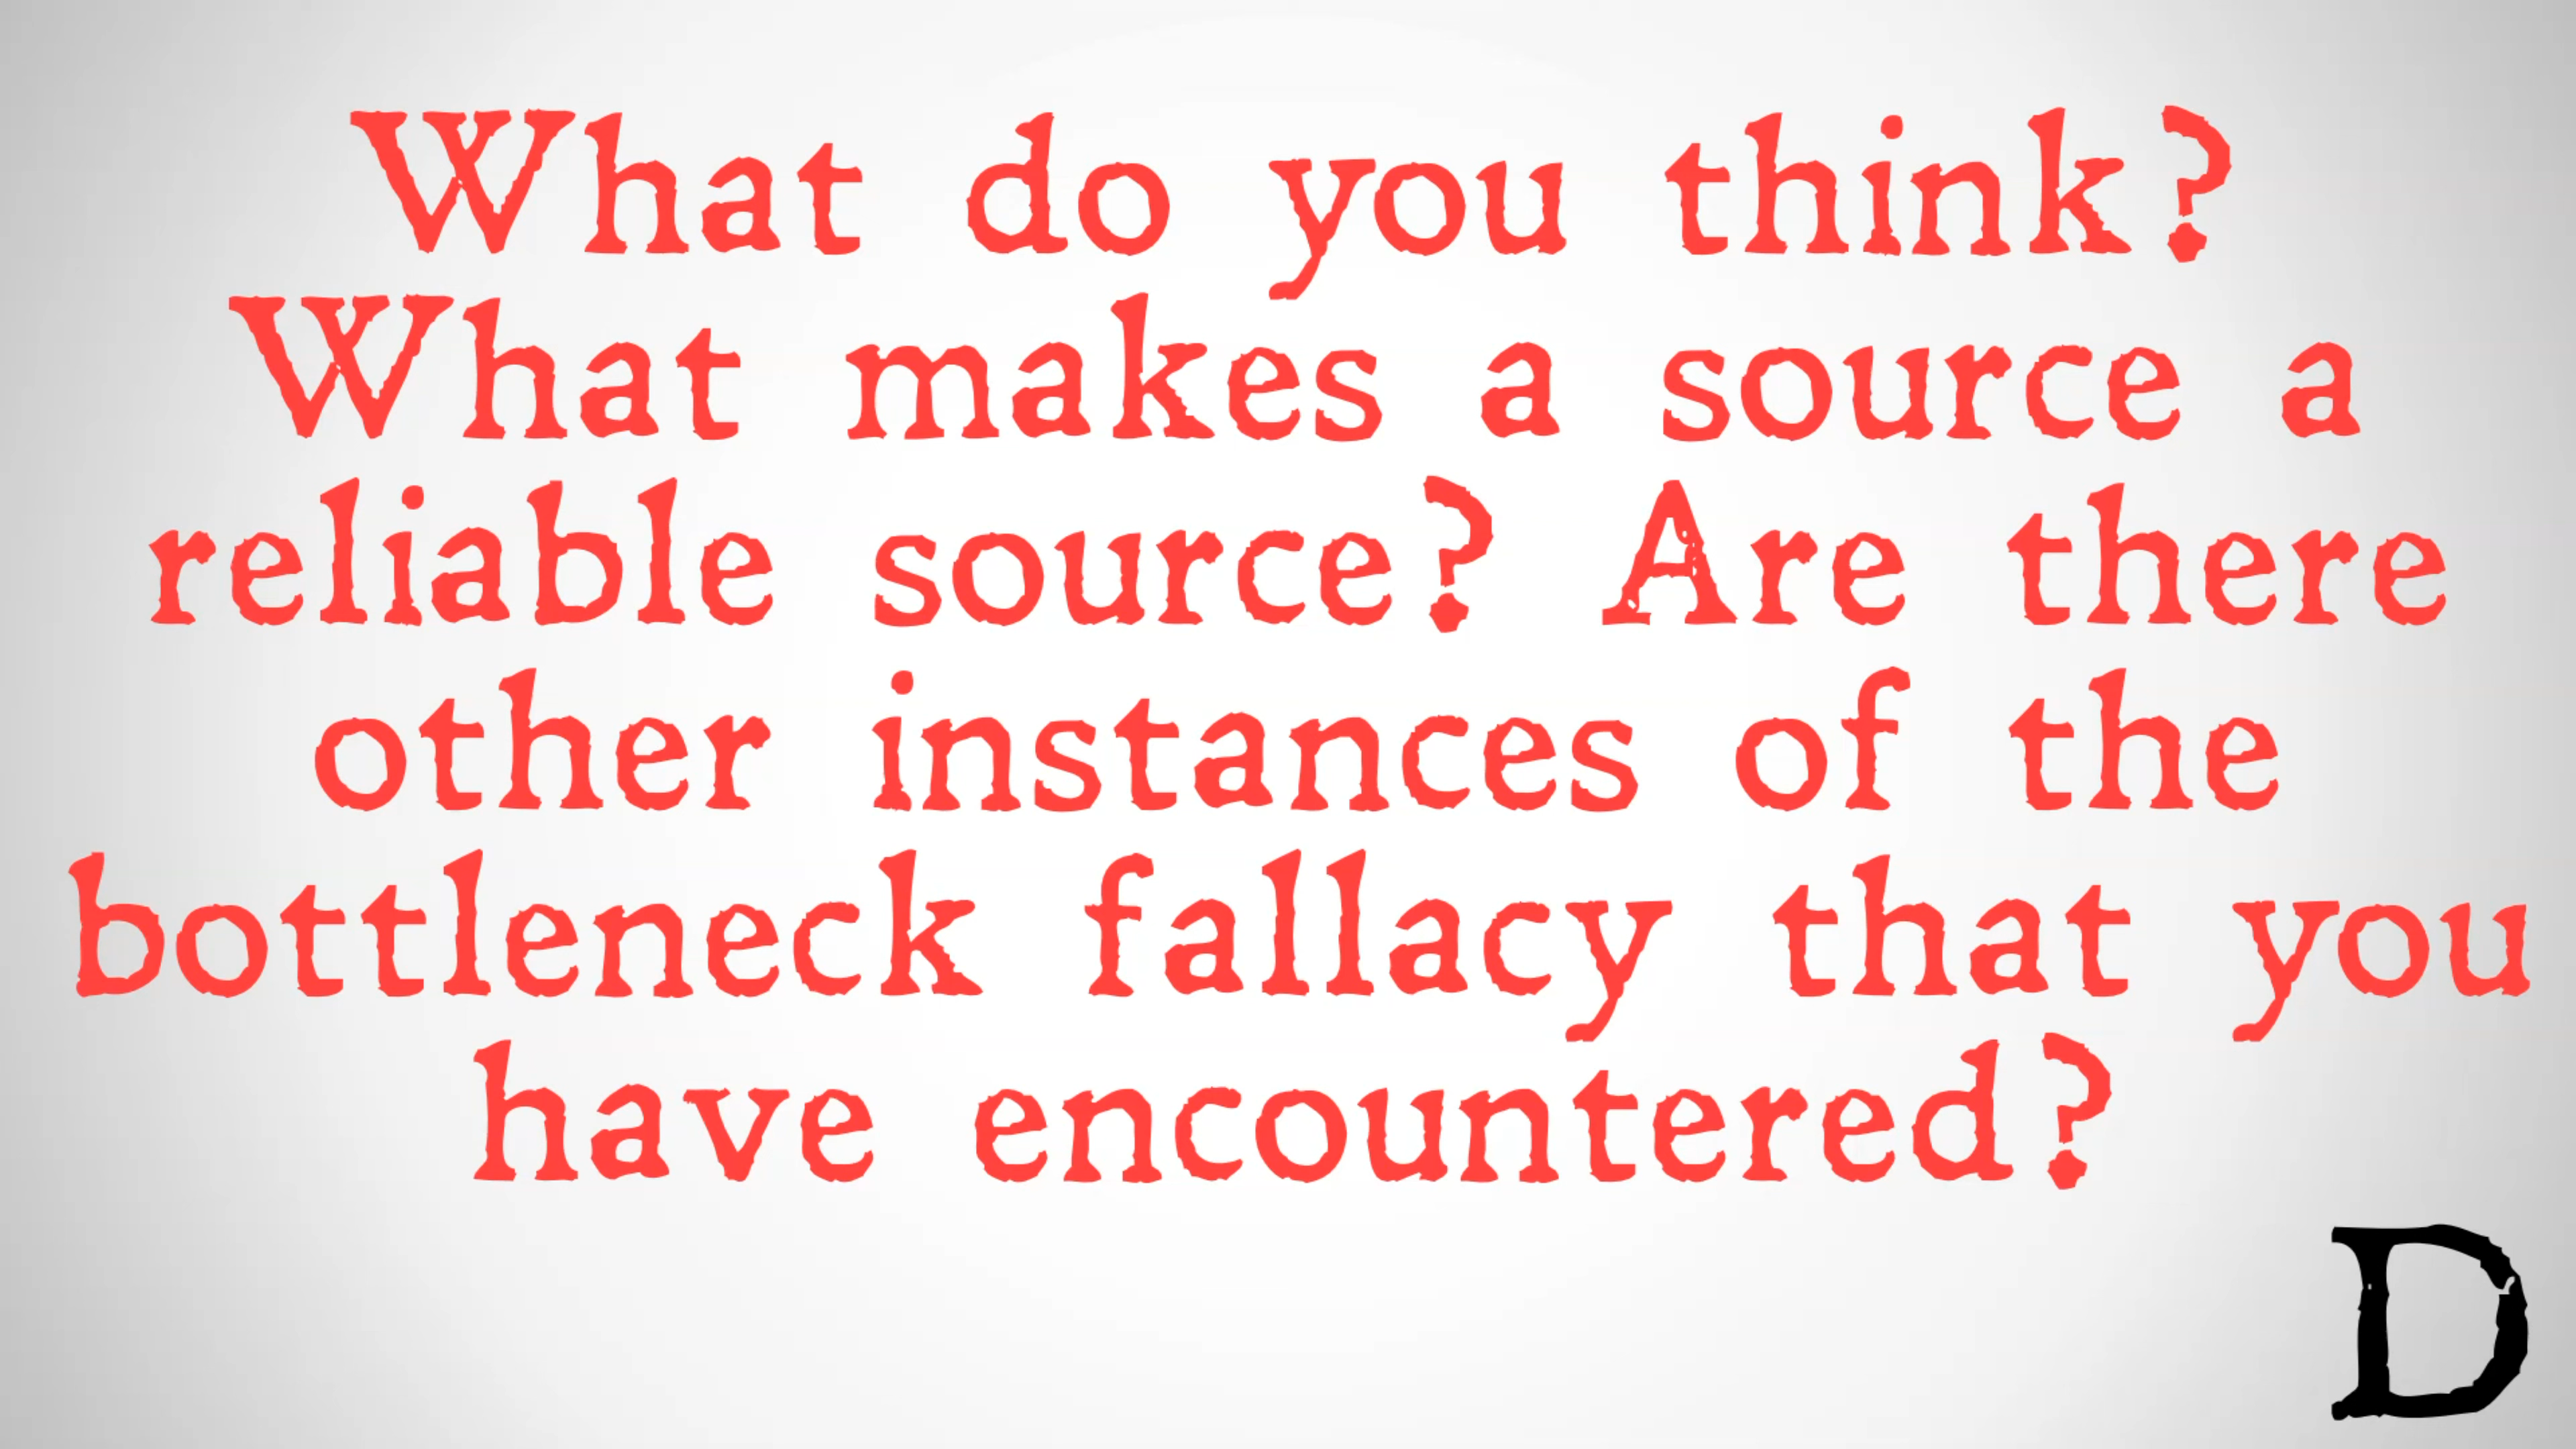 What do you think?
What makes a source a
reliable source? Are there
other instances of the
bottleneck fallacy that you
have encountered?
D